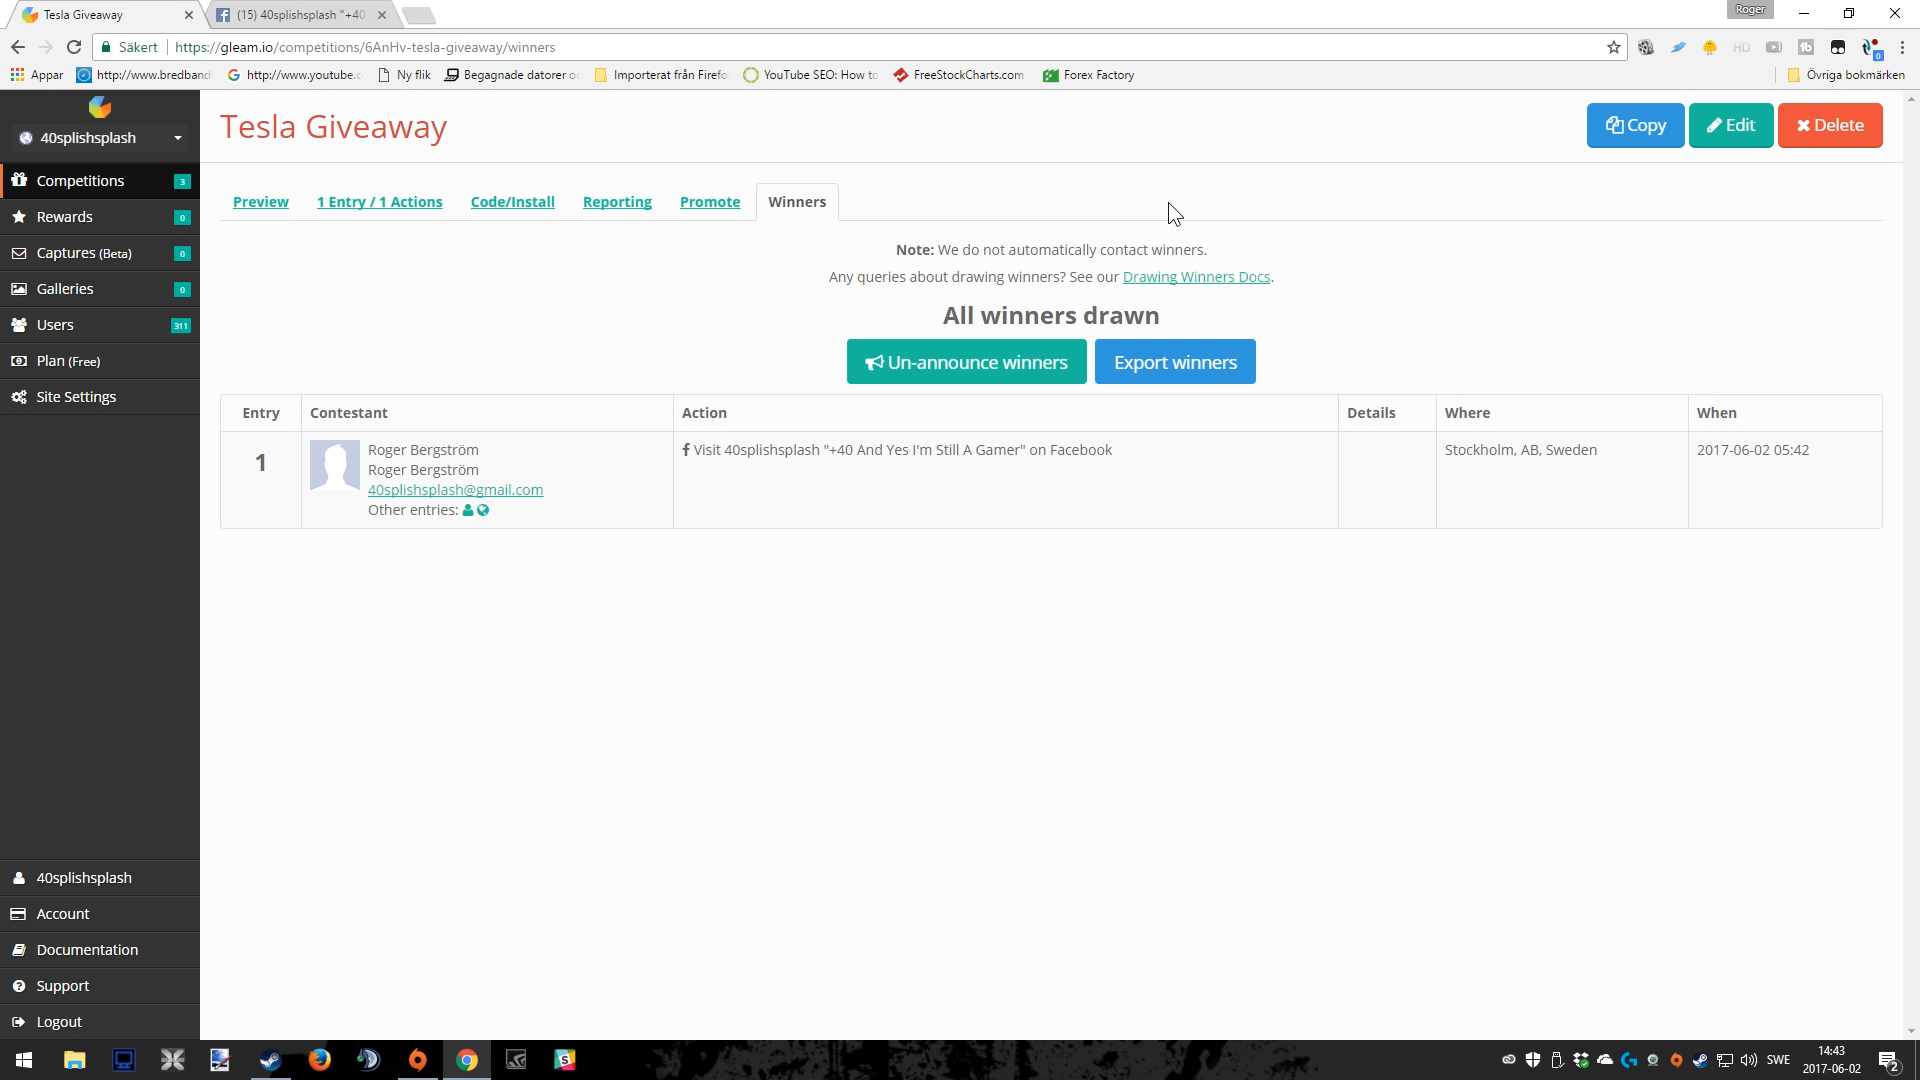 Tesla Giveaway
(15) 40splishsplash "+40
Roger
Säkert
https://gleam.io/competitions/6AnHv-tesla-giveaway/winners
Appar
http://www.bredband
http://www.youtube.c
Ny flik
Begagnade datorer o
Importerat från Firefo
YouTube SEO: How to
FreeStockCharts.com
Forex Factory
Övriga bokmärken
40splishsplash
Competitions 3
Rewards 0
Captures (Beta) 0
Galleries 0
Users 311
Plan (Free)
Site Settings
40splishsplash
Account
Documentation
Support
Logout
Tesla Giveaway
Copy
Edit
Delete
Preview
1 Entry / 1 Actions
Code/Install
Reporting
Promote
Winners
Note: We do not automatically contact winners.
Any queries about drawing winners? See our Drawing Winners Docs.
All winners drawn
Un-announce winners
Export winners
Entry Contestant Action Details Where When
1
Roger Bergström
Roger Bergström
40splishsplash@gmail.com
Other entries:
Visit 40splishsplash "+40 And Yes I'm Still A Gamer" on Facebook
Stockholm, AB, Sweden
2017-06-02 05:42
SWE
14:43
2017-06-02
2